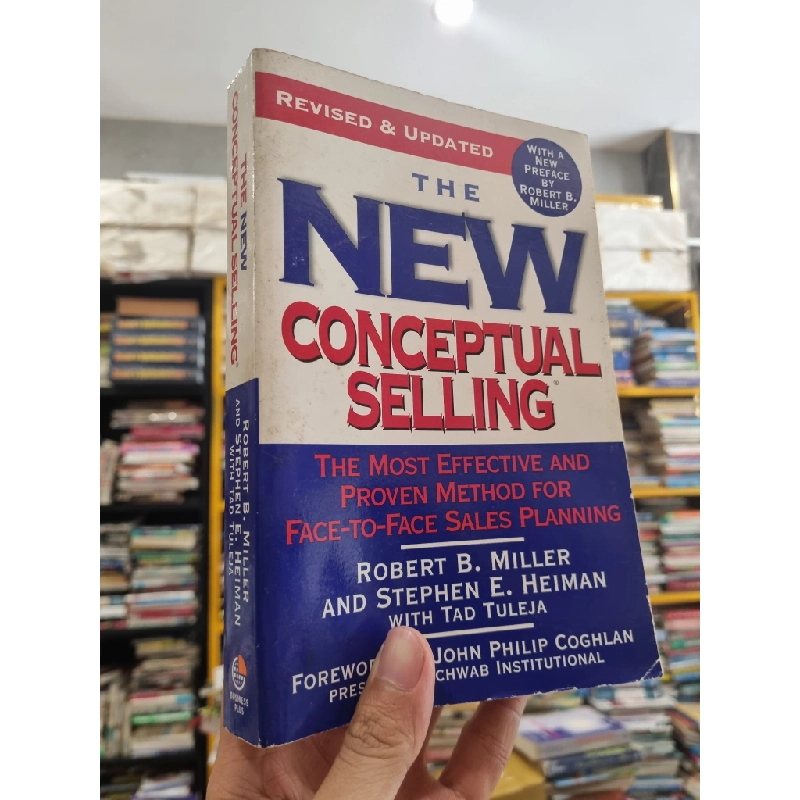 REVISED & UPDATED
WITH A
NEW
PREFACE
BY
ROBERT B.
MILLER
THE
NEW
CONCEPTUAL
SELLING®
THE MOST EFFECTIVE AND
PROVEN METHOD FOR
FACE-TO-FACE SALES PLANNING
ROBERT B. MILLER
AND STEPHEN E. HEIMAN
WITH TAD TULEJA
JOHN PHILIP COGHLAN
INSTITUTIONAL
THE NEW
CONCEPTUAL SELLING
ROBERT B. MILLER
AND STEPHEN E. HEIMAN
WITH TAD TULEJA
BUSINESS
PLUS